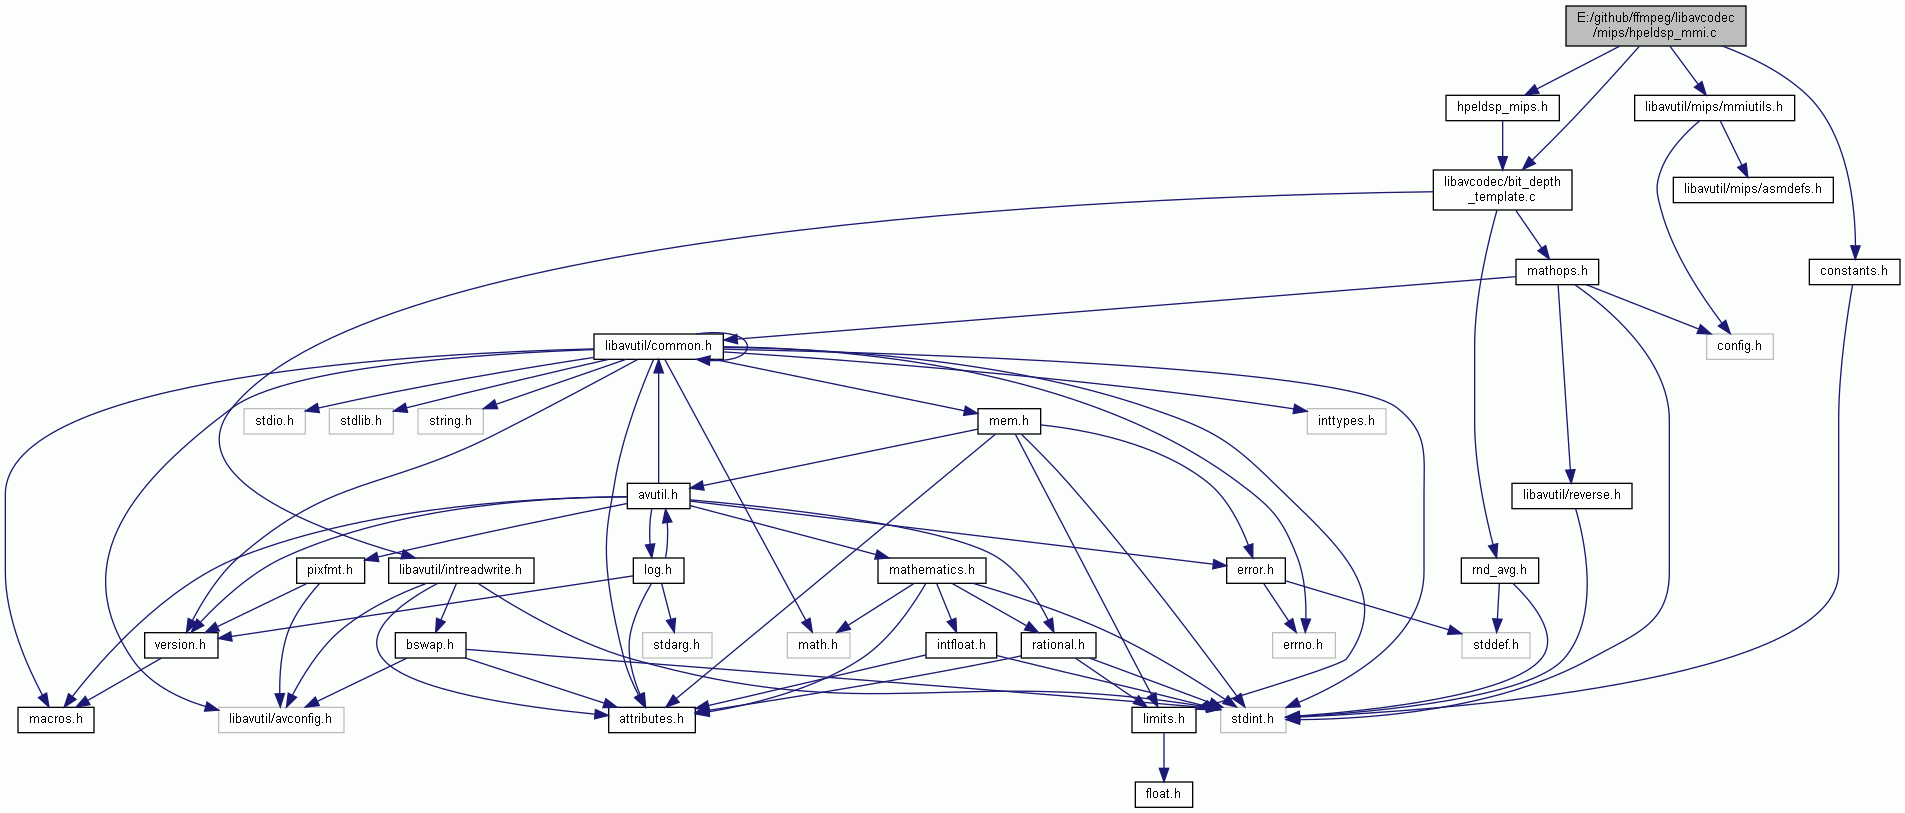 E:/github/ffmpeg/libavcodec
/mips/hpeldsp_mmi.c
hpeldsp_mips.h
libavutil/mips/mmiutils.h
libavcodec/bit_depth
_template.c
libavutil/mips/asmdefs.h
mathops.h
constants.h
libavutil/common.h
config.h
stdio.h
stdlib.h
string.h
mem.h
inttypes.h
avutil.h
libavutil/reverse.h
pixfmt.h
libavutil/intreadwrite.h
log.h
mathematics.h
error.h
rnd_avg.h
version.h
bswap.h
stdarg.h
math.h
intfloat.h
rational.h
errno.h
stddef.h
macros.h
libavutil/avconfig.h
attributes.h
limits.h
stdint.h
float.h